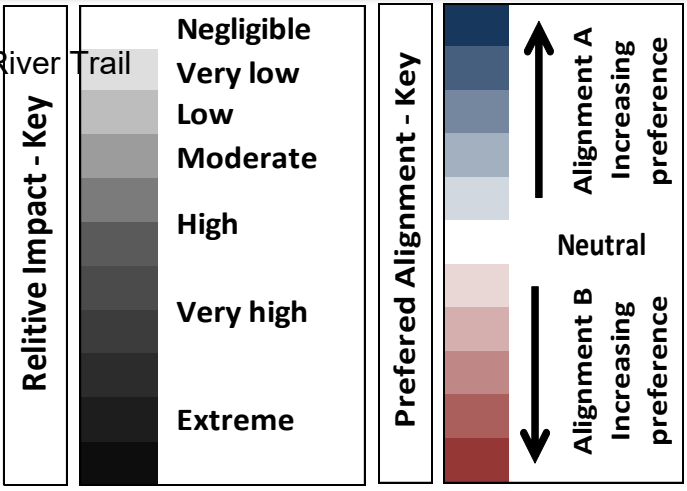 River Trail
Relitive Impact - Key
Negligible
Very low
Low
Moderate
High
Very high
Extreme
Prefered Alignment - Key
Alignment A
Increasing
preference
Neutral
Alignment B
Increasing
preference